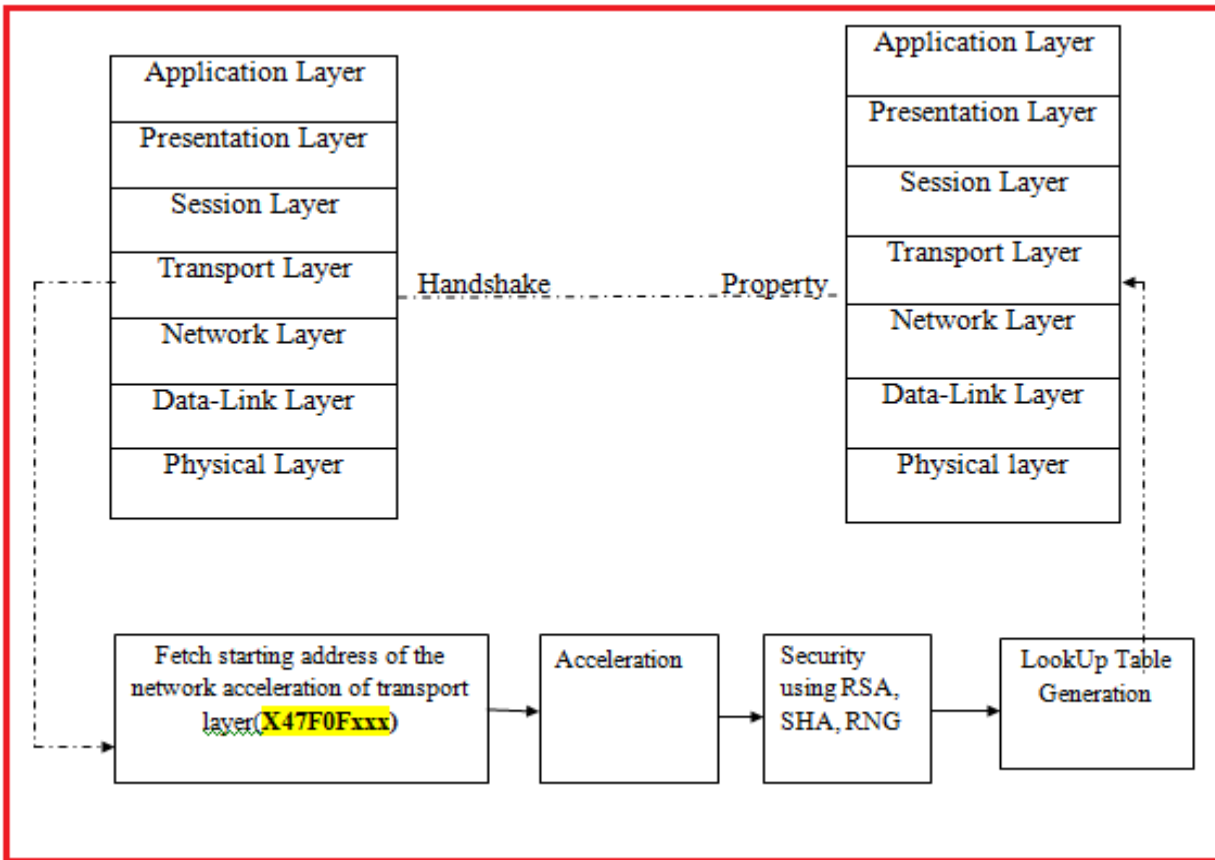 Application Layer
Presentation Layer
Session Layer
Transport Layer
Network Layer
Data-Link Layer
Physical Layer
Handshake Property
Application Layer
Presentation Layer
Session Layer
Transport Layer
Network Layer
Data-Link Layer
Physical layer
Fetch starting address of the
network acceleration of transport
layer(X47F0Fxxx)
Acceleration
Security
using RSA,
SHA, RNG
LookUp Table
Generation